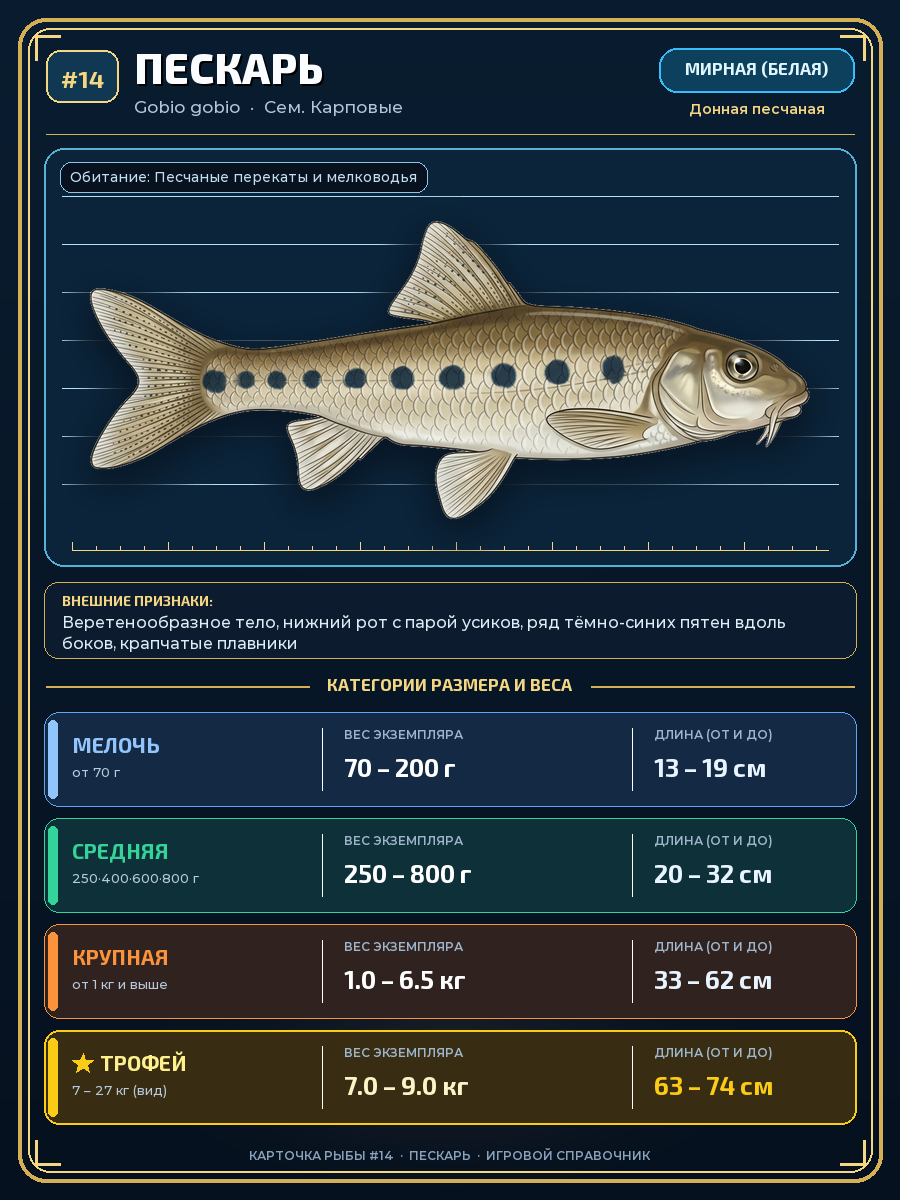 #14
ПЕСКАРЬ
Gobio gobio · Сем. Карповые
МИРНАЯ (БЕЛАЯ)
Донная песчаная
Обитание: Песчаные перекаты и мелководья
ВНЕШНИЕ ПРИЗНАКИ:
Веретенообразное тело, нижний рот с парой усиков, ряд тёмно-синих пятен вдоль
боков, крапчатые плавники
КАТЕГОРИИ РАЗМЕРА И ВЕСА
МЕЛОЧЬ
от 70 г
ВЕС ЭКЗЕМПЛЯРА
70 – 200 г
ДЛИНА (ОТ И ДО)
13 – 19 см
СРЕДНЯЯ
250·400·600·800 г
ВЕС ЭКЗЕМПЛЯРА
250 – 800 г
ДЛИНА (ОТ И ДО)
20 – 32 см
КРУПНАЯ
от 1 кг и выше
ВЕС ЭКЗЕМПЛЯРА
1.0 – 6.5 кг
ДЛИНА (ОТ И ДО)
33 – 62 см
★ ТРОФЕЙ
7 – 27 кг (вид)
ВЕС ЭКЗЕМПЛЯРА
7.0 – 9.0 кг
ДЛИНА (ОТ И ДО)
63 – 74 см
КАРТОЧКА РЫБЫ #14 · ПЕСКАРЬ · ИГРОВОЙ СПРАВОЧНИК